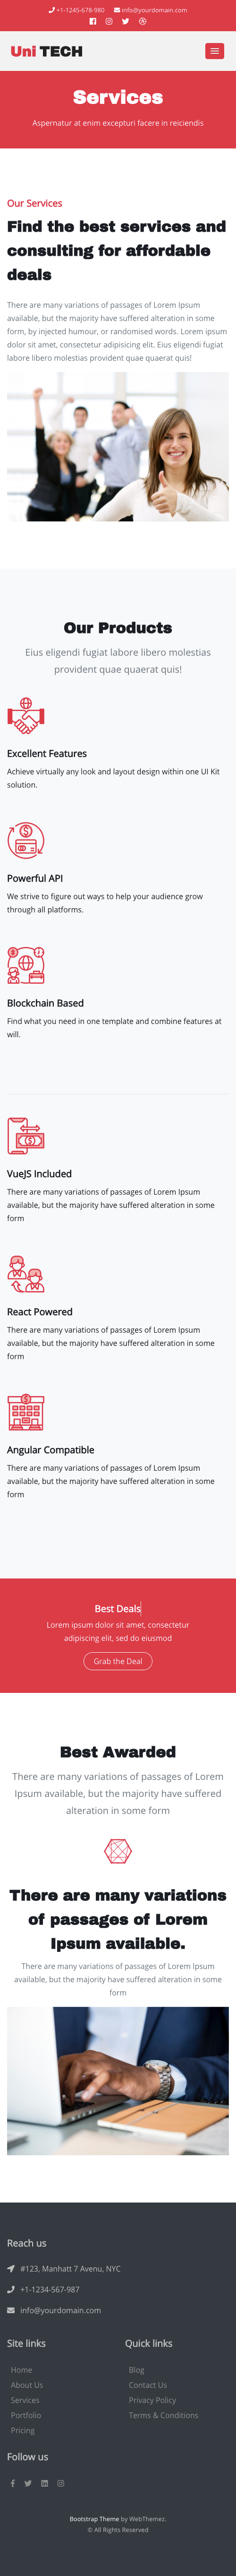 +1-1245-678-980 info@yourdomain.com
Uni TECH
Services
Aspernatur at enim excepturi facere in reiciendis
Our Services
Find the best services and
consulting for affordable
deals
There are many variations of passages of Lorem Ipsum
available, but the majority have suffered alteration in some
form, by injected humour, or randomised words. Lorem ipsum
dolor sit amet, consectetur adipisicing elit. Eius eligendi fugiat
labore libero molestias provident quae quaerat quis!
Our Products
Eius eligendi fugiat labore libero molestias
provident quae quaerat quis!
Excellent Features
Achieve virtually any look and layout design within one UI Kit
solution.
Powerful API
We strive to figure out ways to help your audience grow
through all platforms.
Blockchain Based
Find what you need in one template and combine features at
will.
VueJS Included
There are many variations of passages of Lorem Ipsum
available, but the majority have suffered alteration in some
form
React Powered
There are many variations of passages of Lorem Ipsum
available, but the majority have suffered alteration in some
form
Angular Compatible
There are many variations of passages of Lorem Ipsum
available, but the majority have suffered alteration in some
form
Best Deals
Lorem ipsum dolor sit amet, consectetur
adipiscing elit, sed do eiusmod
Grab the Deal
Best Awarded
There are many variations of passages of Lorem
Ipsum available, but the majority have suffered
alteration in some form
There are many variations
of passages of Lorem
Ipsum available.
There are many variations of passages of Lorem Ipsum
available, but the majority have suffered alteration in some
form
Reach us
#123, Manhatt 7 Avenu, NYC
+1-1234-567-987
info@yourdomain.com
Site links
Home
About Us
Services
Portfolio
Pricing
Quick links
Blog
Contact Us
Privacy Policy
Terms & Conditions
Follow us
Bootstrap Theme by WebThemez.
© All Rights Reserved